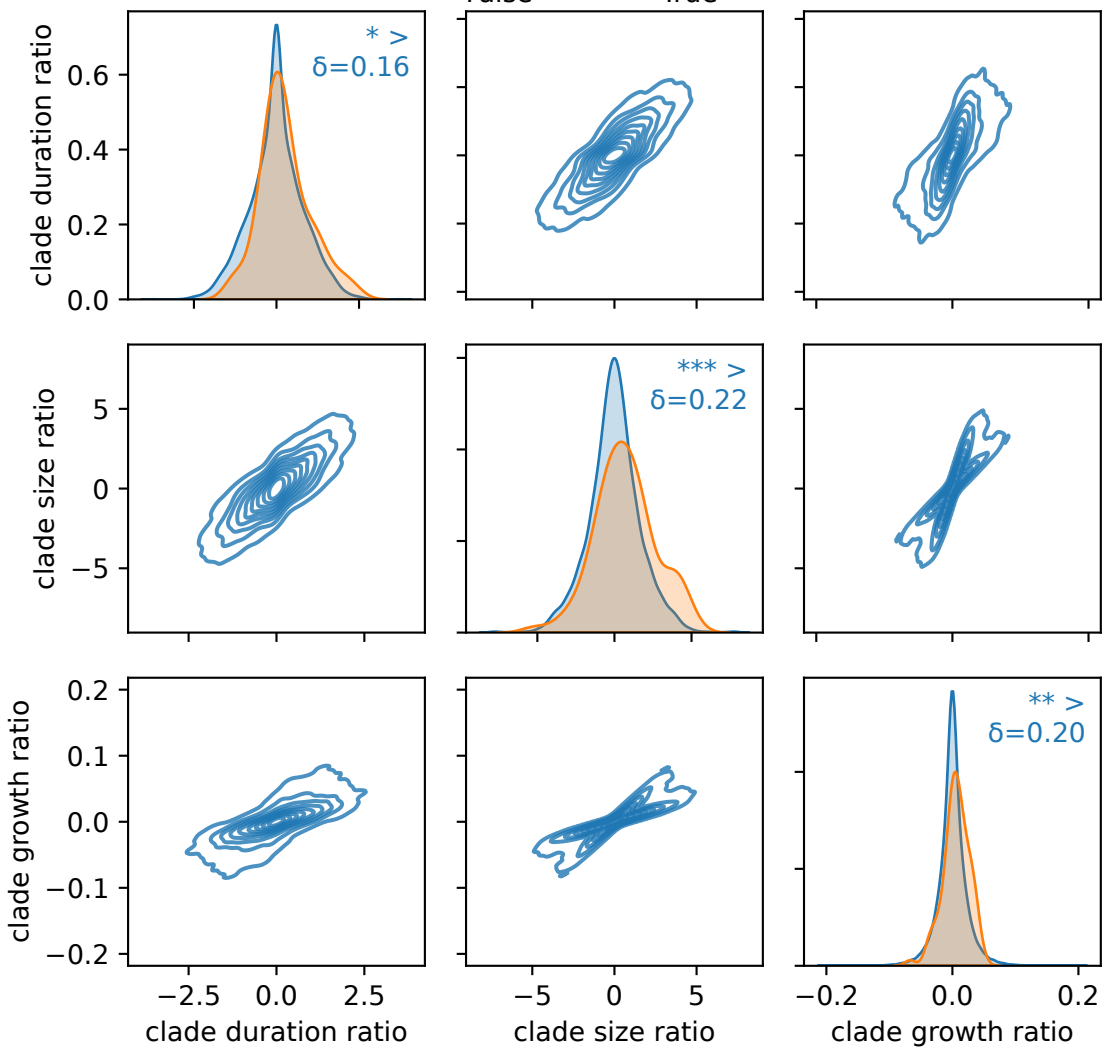 clade duration ratio
0.6
0.4
0.2
0.0
* >
δ=0.16
clade size ratio
5
0
−5
*** >
δ=0.22
clade growth ratio
0.2
0.1
0.0
−0.1
−0.2
** >
δ=0.20
−2.5 0.0 2.5
−5 0 5
−0.2 0.0 0.2
clade duration ratio
clade size ratio
clade growth ratio